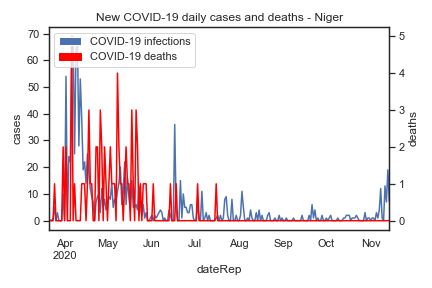 New COVID-19 daily cases and deaths - Niger
COVID-19 infections
COVID-19 deaths
70
60
50
40
30
20
10
0
cases
5
4
3
2
1
0
deaths
Apr May Jun Jul Aug Sep Oct Nov
2020
dateRep